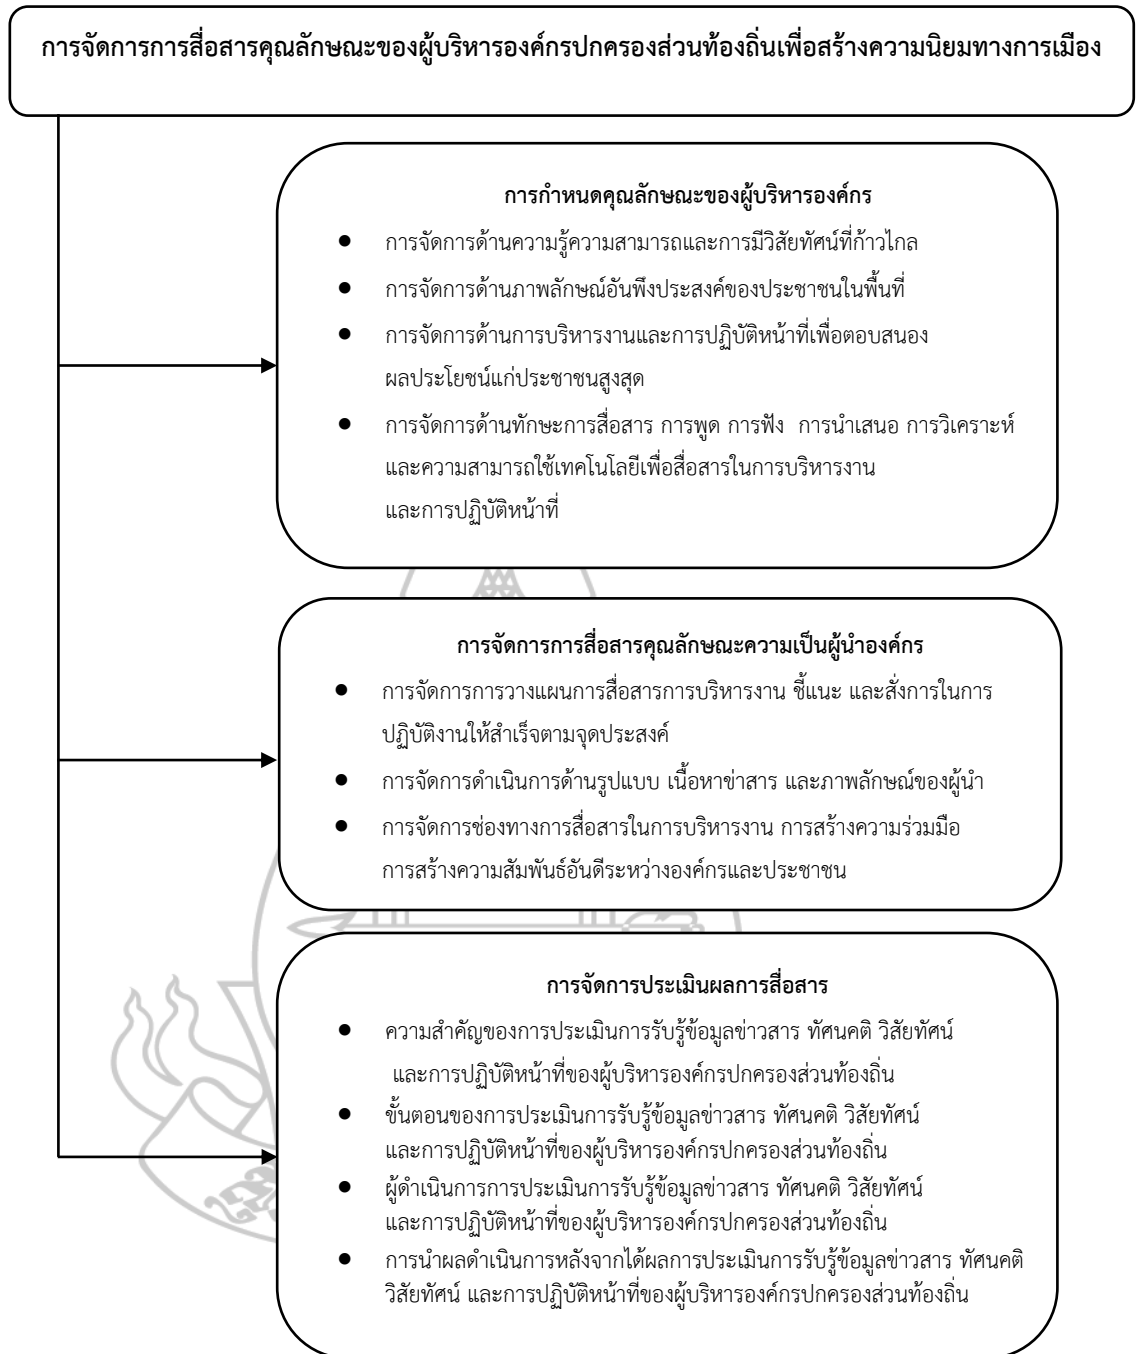 การจัดการการสื่อสารคุณลักษณะของผู้บริหารองค์กรปกครองส่วนท้องถิ่นเพื่อสร้างความนิยมทางการเมือง
การกำหนดคุณลักษณะของผู้บริหารองค์กร
● การจัดการด้านความรู้ความสามารถและการมีวิสัยทัศน์ที่ก้าวไกล
● การจัดการด้านภาพลักษณ์อันพึงประสงค์ของประชาชนในพื้นที่
● การจัดการด้านการบริหารงานและการปฏิบัติหน้าที่เพื่อตอบสนอง
ผลประโยชน์แก่ประชาชนสูงสุด
● การจัดการด้านทักษะการสื่อสาร การพูด การฟัง การนำเสนอ การวิเคราะห์
และความสามารถใช้เทคโนโลยีเพื่อสื่อสารในการบริหารงาน
และการปฏิบัติหน้าที่
การจัดการการสื่อสารคุณลักษณะความเป็นผู้นำองค์กร
● การจัดการการวางแผนการสื่อสารการบริหารงาน ชี้แนะ และสั่งการในการ
ปฏิบัติงานให้สำเร็จตามจุดประสงค์
● การจัดการดำเนินการด้านรูปแบบ เนื้อหาข่าสาร และภาพลักษณ์ของผู้นำ
● การจัดการช่องทางการสื่อสารในการบริหารงาน การสร้างความร่วมมือ
การสร้างความสัมพันธ์อันดีระหว่างองค์กรและประชาชน
การจัดการประเมินผลการสื่อสาร
● ความสำคัญของการประเมินการรับรู้ข้อมูลข่าวสาร ทัศนคติ วิสัยทัศน์
และการปฏิบัติหน้าที่ของผู้บริหารองค์กรปกครองส่วนท้องถิ่น
● ขั้นตอนของการประเมินการรับรู้ข้อมูลข่าวสาร ทัศนคติ วิสัยทัศน์
และการปฏิบัติหน้าที่ของผู้บริหารองค์กรปกครองส่วนท้องถิ่น
● ผู้ดำเนินการการประเมินการรับรู้ข้อมูลข่าวสาร ทัศนคติ วิสัยทัศน์
และการปฏิบัติหน้าที่ของผู้บริหารองค์กรปกครองส่วนท้องถิ่น
● การนำผลดำเนินการหลังจากได้ผลการประเมินการรับรู้ข้อมูลข่าวสาร ทัศนคติ
วิสัยทัศน์ และการปฏิบัติหน้าที่ของผู้บริหารองค์กรปกครองส่วนท้องถิ่น